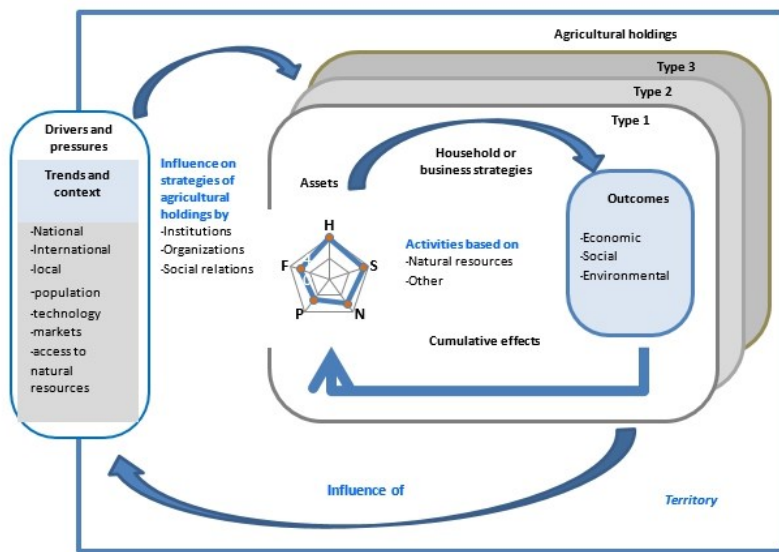 Agricultural holdings
Type 3
Type 2
Type 1
Drivers and
pressures
Trends and
context
-National
-International
-local
-population
-technology
-markets
-access to
natural
resources
Influence on
strategies of
agricultural
holdings by
-Institutions
-Organizations
-Social relations
Assets
H
F
S
P
N
Household or
business strategies
Activities based on
-Natural resources
-Other
Outcomes
-Economic
-Social
-Environmental
Cumulative effects
Influence of
Territory